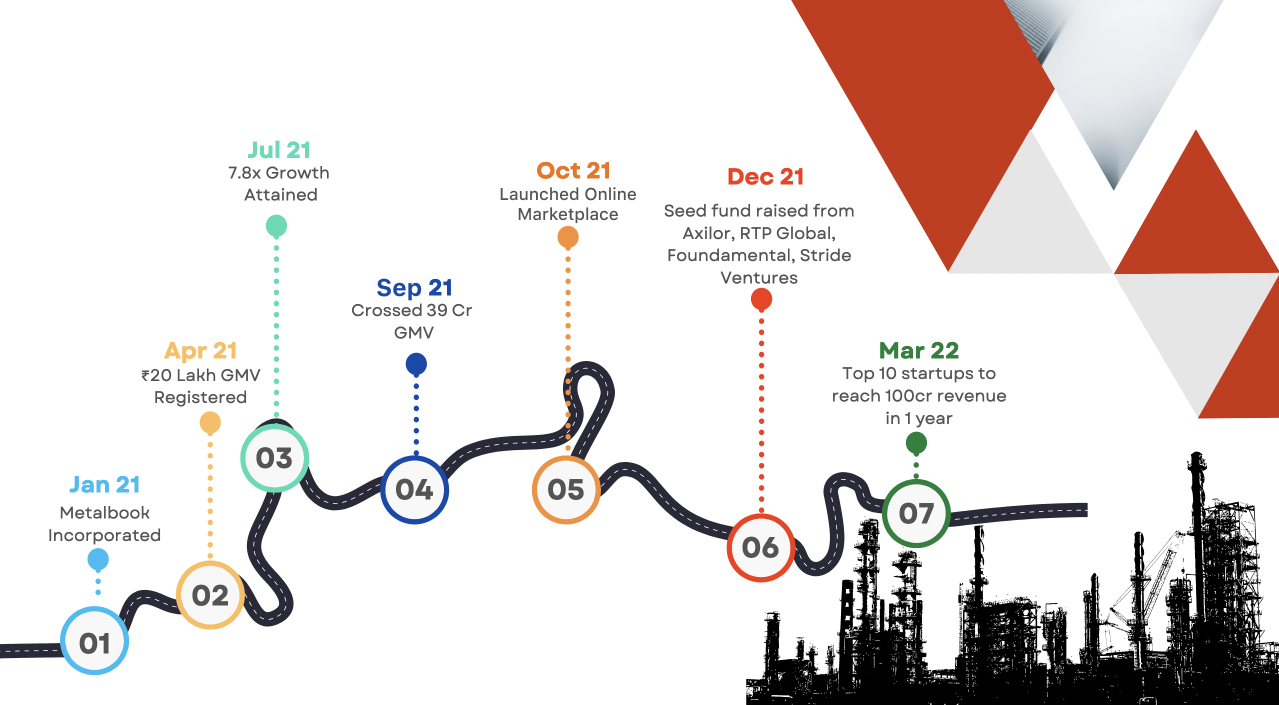 Jan 21
Metalbook
Incorporated
01
Apr 21
₹20 Lakh GMV
Registered
02
Jul 21
7.8x Growth
Attained
03
Sep 21
Crossed 39 Cr
GMV
04
Oct 21
Launched Online
Marketplace
05
Dec 21
Seed fund raised from
Axilor, RTP Global,
Foundamental, Stride
Ventures
06
Mar 22
Top 10 startups to
reach 100cr revenue
in 1 year
07